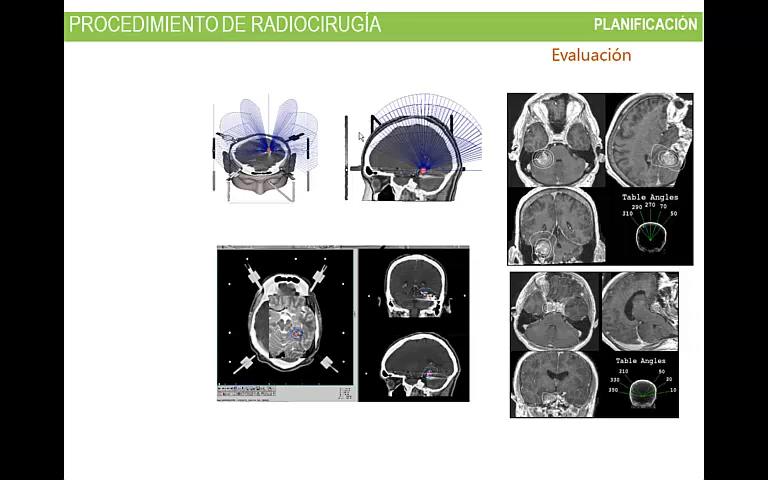 PROCEDIMIENTO DE RADIOCIRUGÍA
PLANIFICACIÓN
Evaluación
Table Angles
270
290 70
310 50
Table Angles
310 50
330 30
350 10